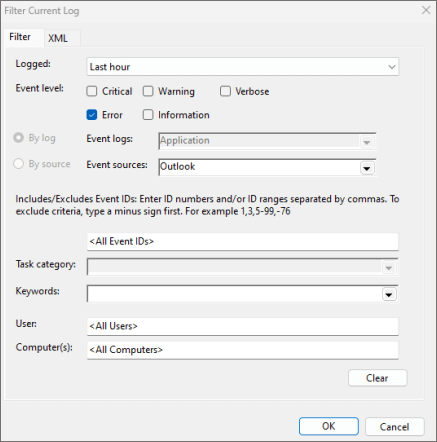 Filter Current Log
Filter XML
Logged: Last hour
Event level: Critical Warning Verbose
Error Information
By log Event logs: Application
By source Event sources: Outlook
Includes/Excludes Event IDs: Enter ID numbers and/or ID ranges separated by commas. To
exclude criteria, type a minus sign first. For example 1,3,5-99,-76
<All Event IDs>
Task category:
Keywords:
User: <All Users>
Computer(s): <All Computers>
Clear
OK Cancel